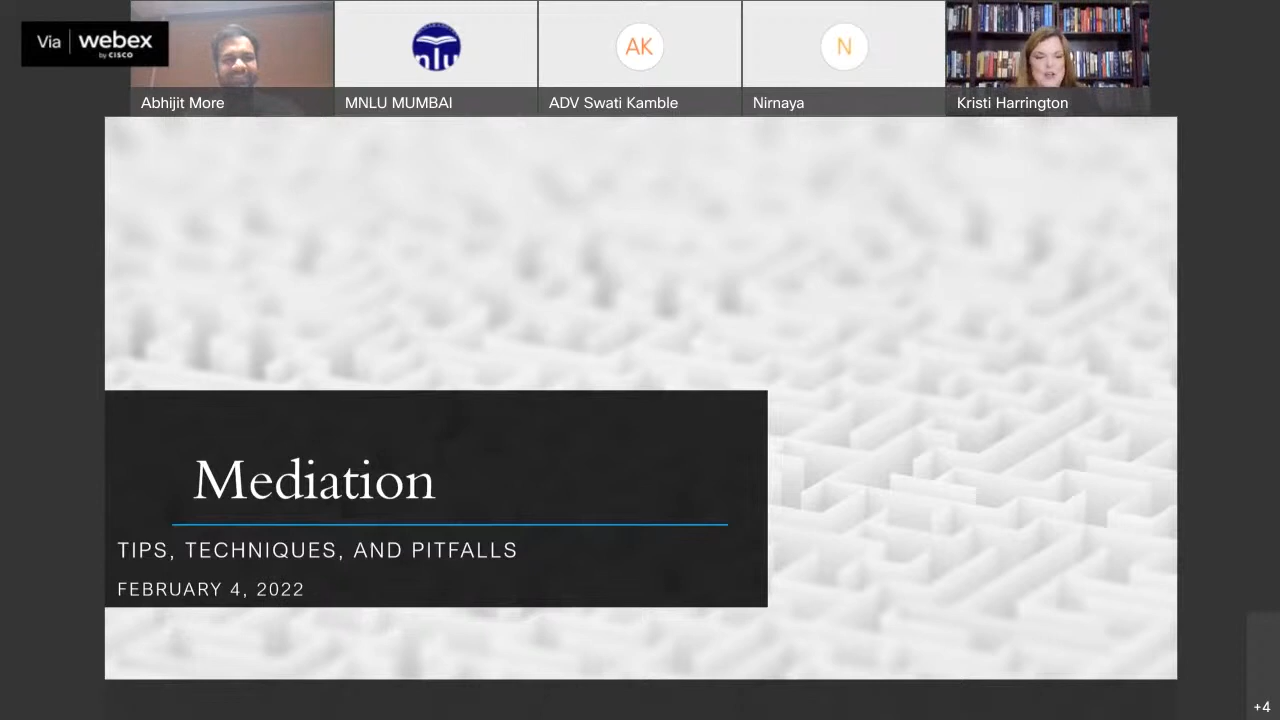 Via webex
by CISCO
nlu
AK
N
Abhijit More
MNLU MUMBAI
ADV Swati Kamble
Nirnaya
Kristi Harrington
Mediation
TIPS, TECHNIQUES, AND PITFALLS
FEBRUARY 4, 2022
+4